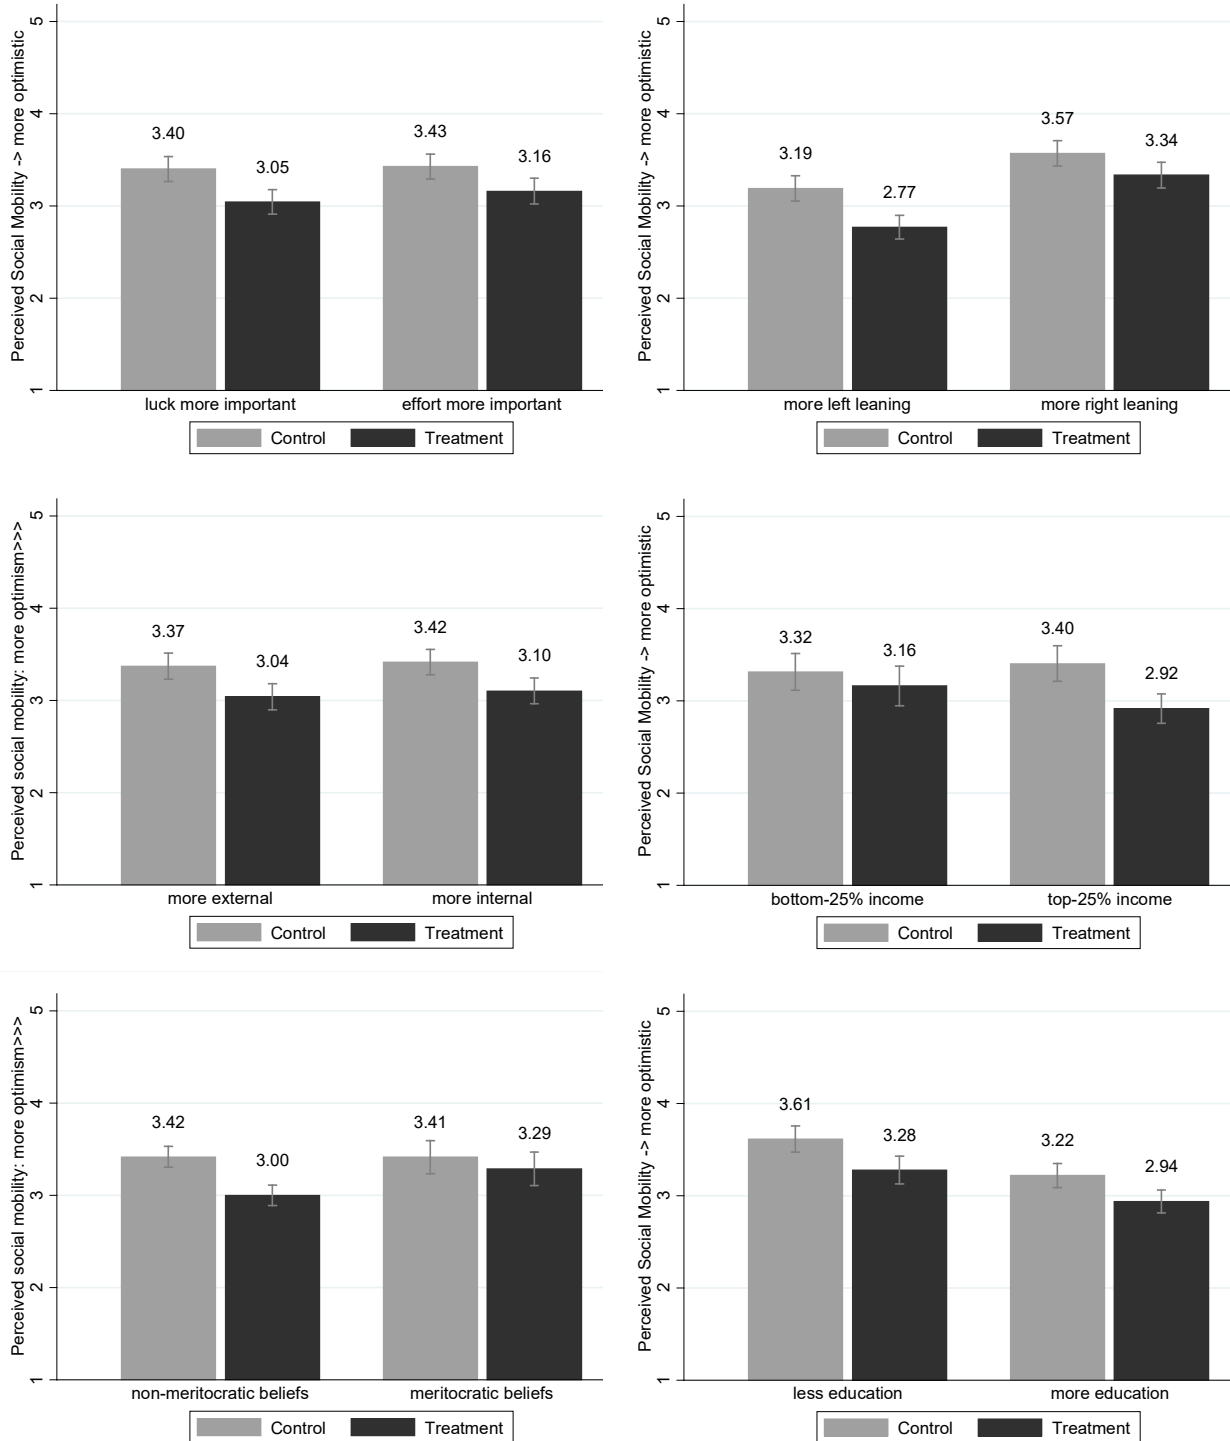 Perceived Social Mobility -> more optimistic
5
4
3
2
1
3.40
3.05
3.43
3.16
luck more important
effort more important
Control
Treatment
Perceived Social Mobility -> more optimistic
5
4
3
2
1
3.19
2.77
3.57
3.34
more left leaning
more right leaning
Control
Treatment
Perceived social mobility: more optimism>>>
5
4
3
2
1
3.37
3.04
3.42
3.10
more external
more internal
Control
Treatment
Perceived Social Mobility -> more optimistic
5
4
3
2
1
3.32
3.16
3.40
2.92
bottom-25% income
top-25% income
Control
Treatment
Perceived social mobility: more optimism>>>
5
4
3
2
1
3.42
3.00
3.41
3.29
non-meritocratic beliefs
meritocratic beliefs
Control
Treatment
Perceived Social Mobility -> more optimistic
5
4
3
2
1
3.61
3.28
3.22
2.94
less education
more education
Control
Treatment